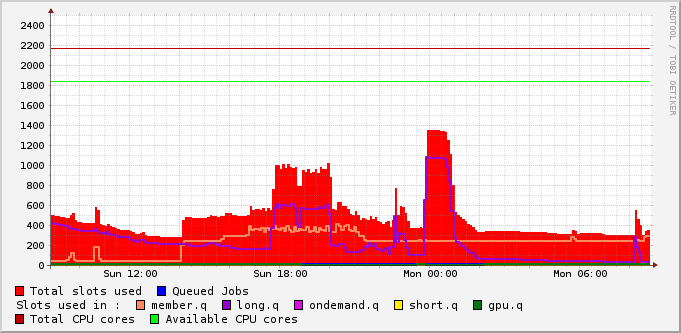 2400
2200
2000
1800
1600
1400
1200
1000
800
600
400
200
0
Sun 12:00 Sun 18:00 Mon 00:00 Mon 06:00
Total slots used Queued Jobs
Slots used in : member.q long.q ondemand.q short.q gpu.q
Total CPU cores Available CPU cores
RRDTOOL / TOBI OETIKER